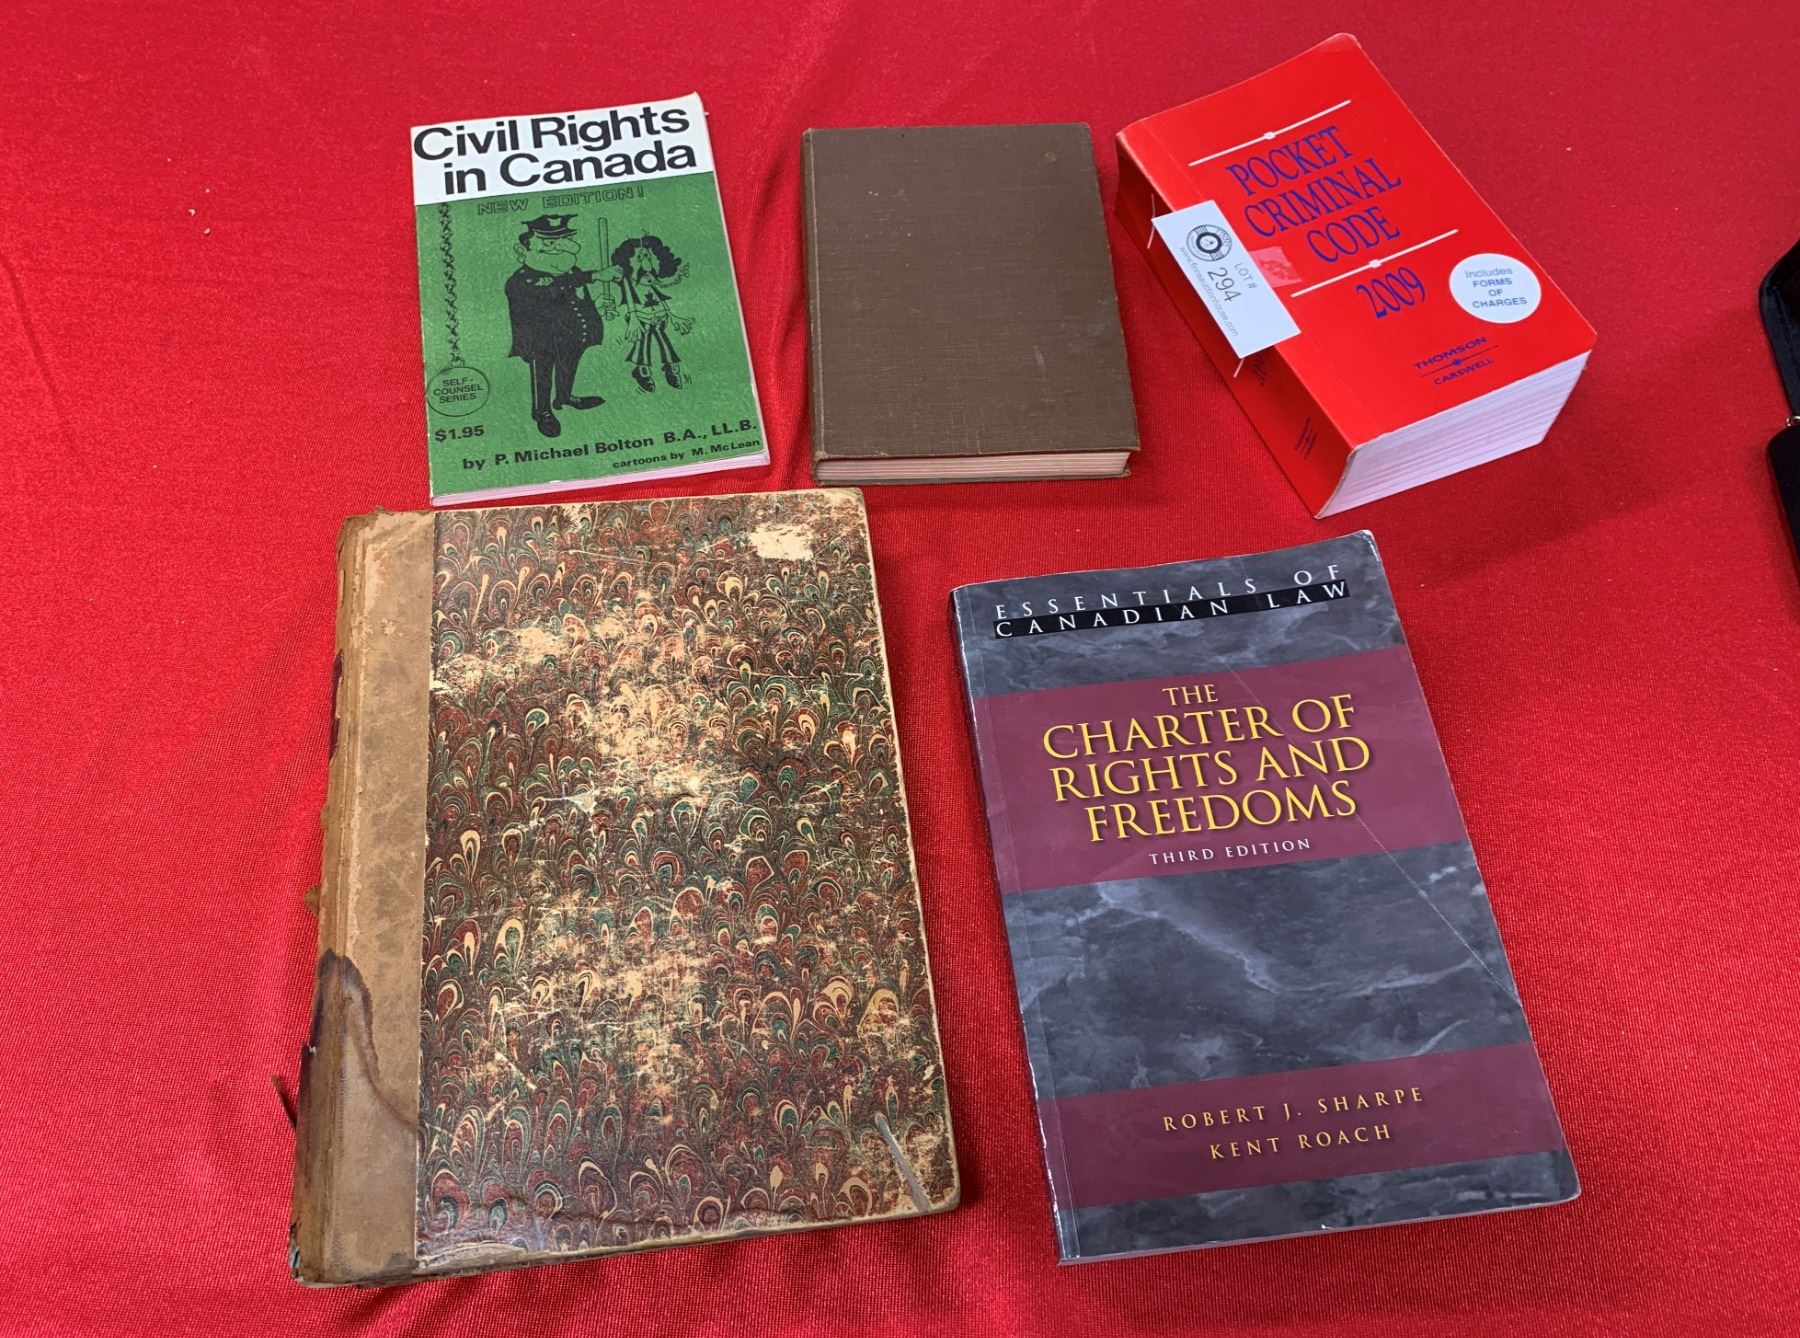 Civil Rights
in Canada
NEW EDITION!
SELF-
COUNSEL
SERIES
$1.95
by P. Michael Bolton B.A., LL.B.
cartoons by M. McLean
POCKET
CRIMINAL
CODE
2009
Includes
FORMS
OF
CHARGES
THOMSON
CARSWELL
LOT #
294
ESSENTIALS OF
CANADIAN LAW
THE
CHARTER OF
RIGHTS AND
FREEDOMS
THIRD EDITION
ROBERT J. SHARPE
KENT ROACH